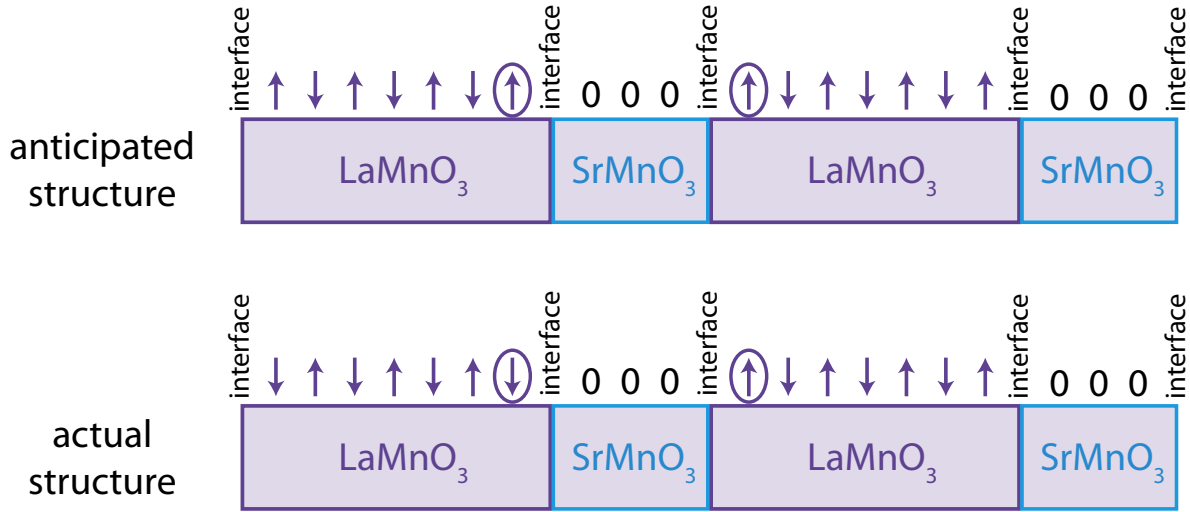 interface interface interface interface interface
0 0 0 0 0 0
anticipated
structure
LaMnO₃ SrMnO₃ LaMnO₃ SrMnO₃
interface interface interface interface interface
0 0 0 0 0 0
actual
structure
LaMnO₃ SrMnO₃ LaMnO₃ SrMnO₃